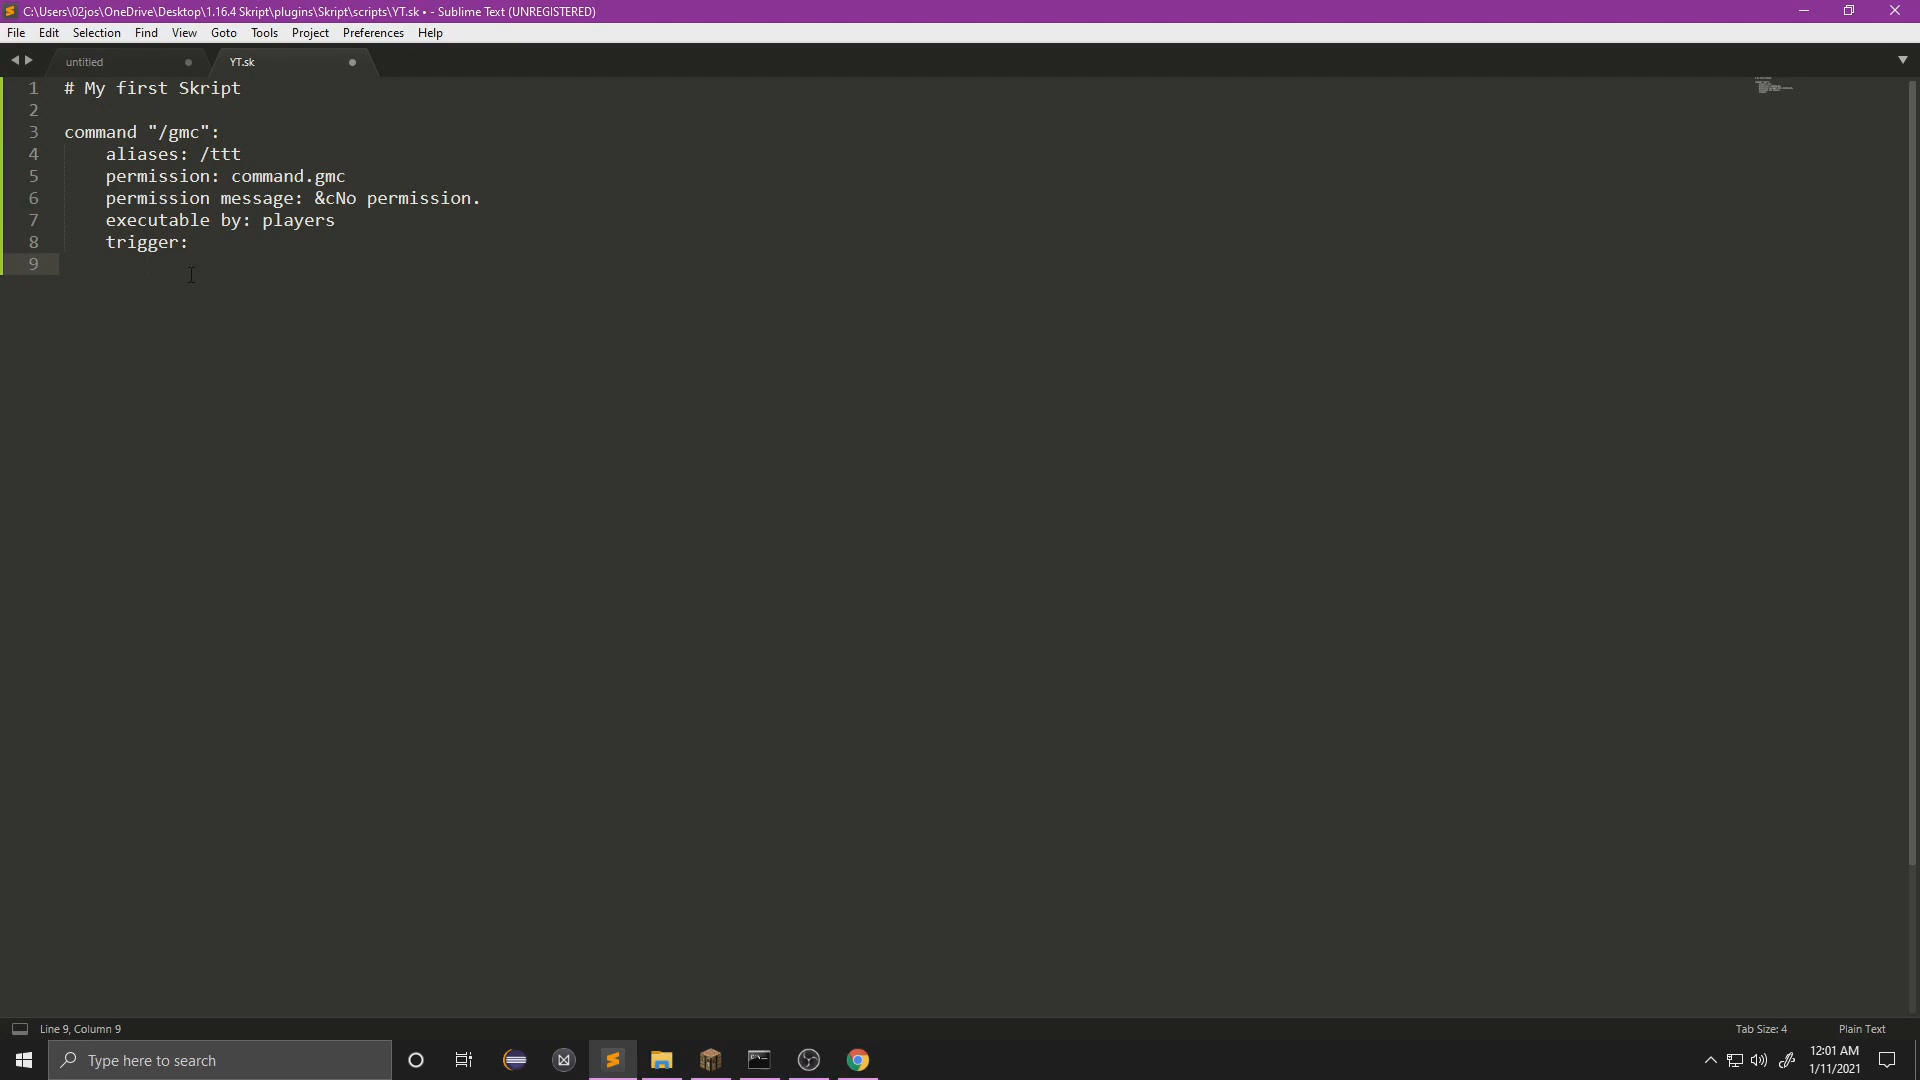 C:\Users\02jos\OneDrive\Desktop\1.16.4 Skript\plugins\Skript\scripts\YT.sk • - Sublime Text (UNREGISTERED)
File Edit Selection Find View Goto Tools Project Preferences Help
untitled YT.sk
1 # My first Skript
2
3 command "/gmc":
4 aliases: /ttt
5 permission: command.gmc
6 permission message: &cNo permission.
7 executable by: players
8 trigger:
9
Line 9, Column 9 Tab Size: 4 Plain Text
Type here to search 12:01 AM
1/11/2021